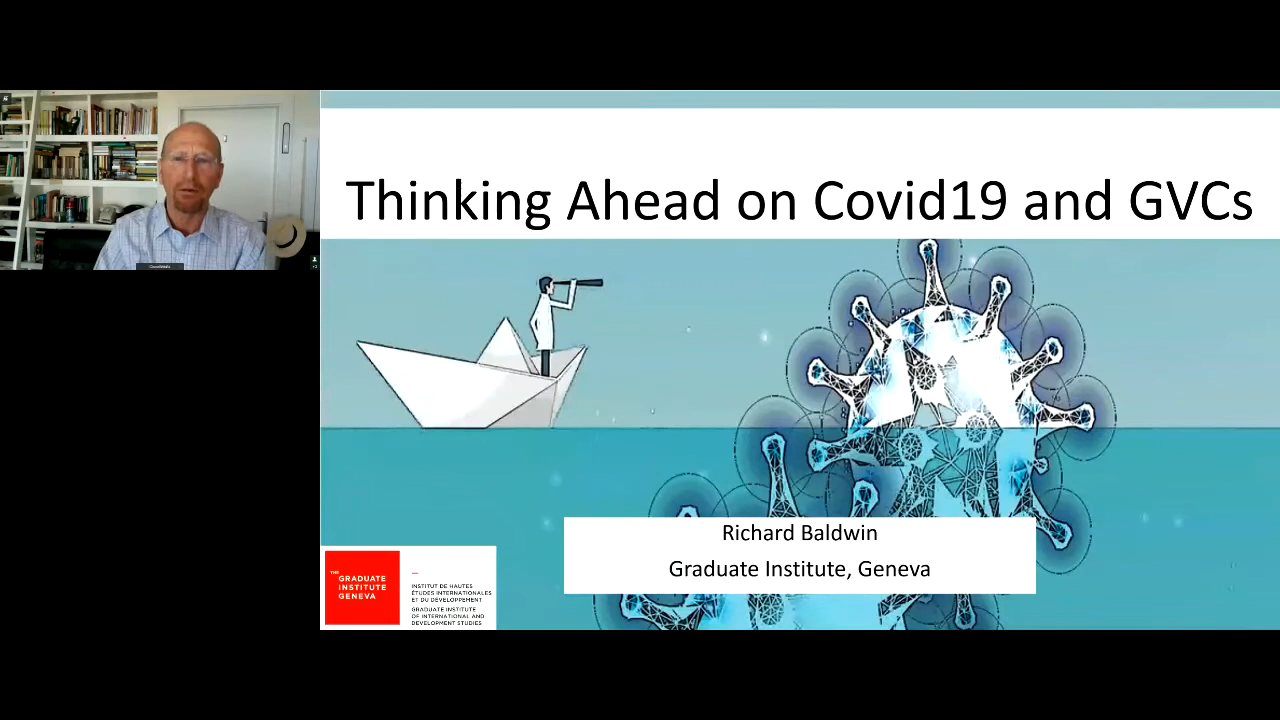 Thinking Ahead on Covid19 and GVCs
Richard Baldwin
Graduate Institute, Geneva
THE
GRADUATE
INSTITUTE
GENEVA
INSTITUT DE HAUTES
ÉTUDES INTERNATIONALES
ET DU DÉVELOPPEMENT
GRADUATE INSTITUTE
OF INTERNATIONAL AND
DEVELOPMENT STUDIES